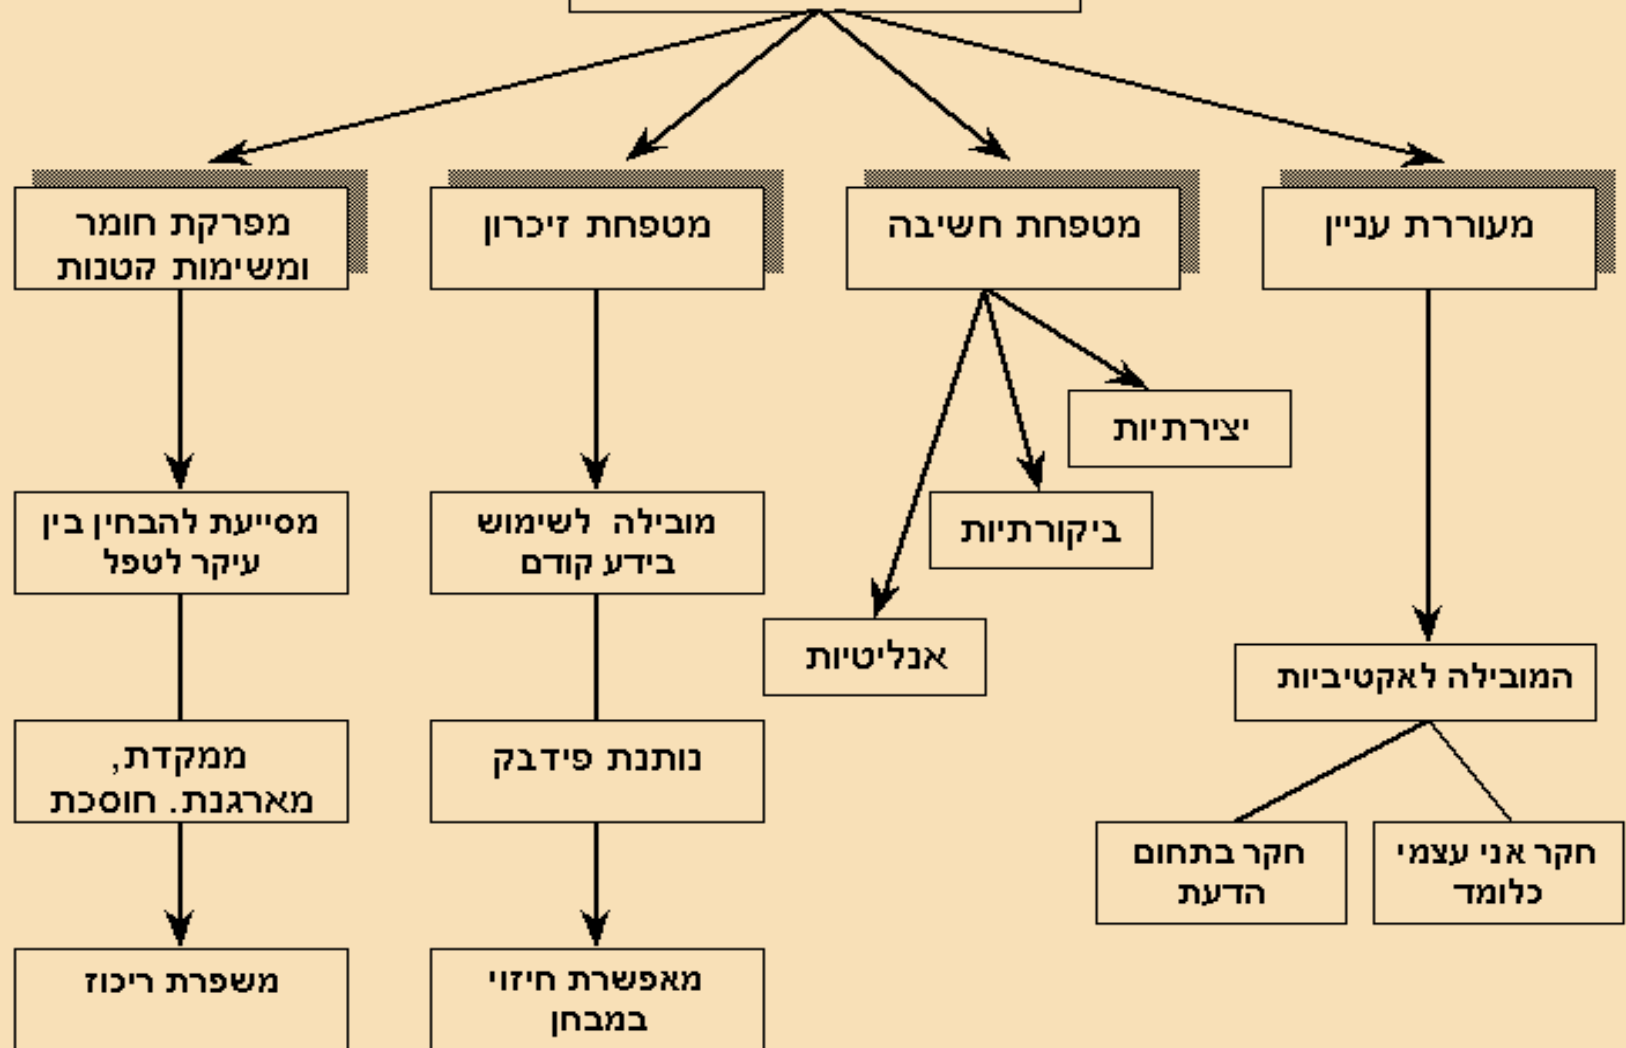 מעוררת עניין
מטפחת חשיבה
מטפחת זיכרון
מפרקת חומר
ומשימות קטנות
יצירתיות
ביקורתיות
אנליטיות
המובילה לאקטיביות
חקר אני עצמי
כלומד
חקר בתחום
הדעת
מובילה לשימוש
בידע קודם
נותנת פידבק
מאפשרת חיזוי
במבחן
מסייעת להבחין בין
עיקר לטפל
ממקדת,
מארגנת. חוסכת
משפרת ריכוז